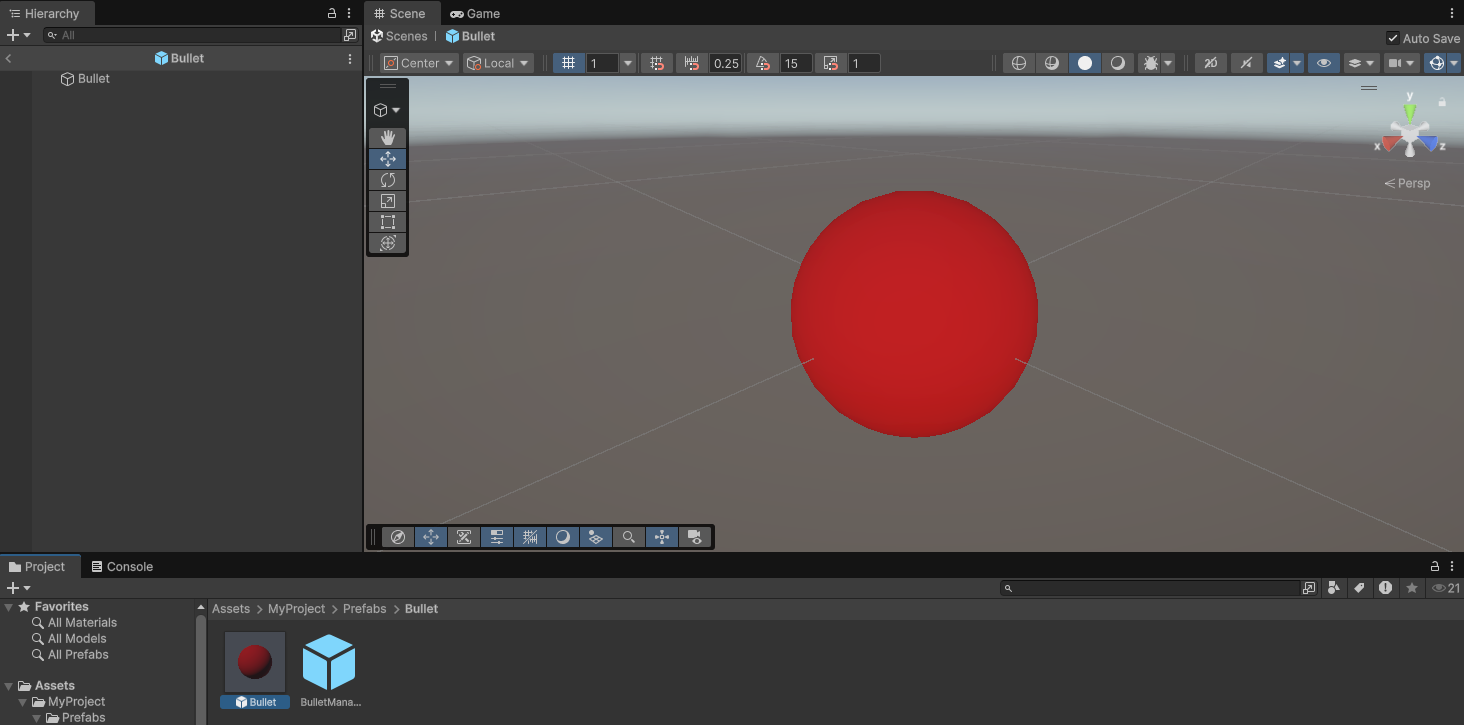 Hierarchy
All
Bullet
Bullet
Scene
Game
Scenes | Bullet
Auto Save
Center
Local
1
0.25
15
1
2D
y
x
z
Persp
Project
Console
21
Favorites
All Materials
All Models
All Prefabs
Assets
MyProject
Prefabs
Assets > MyProject > Prefabs > Bullet
Bullet
BulletMana...